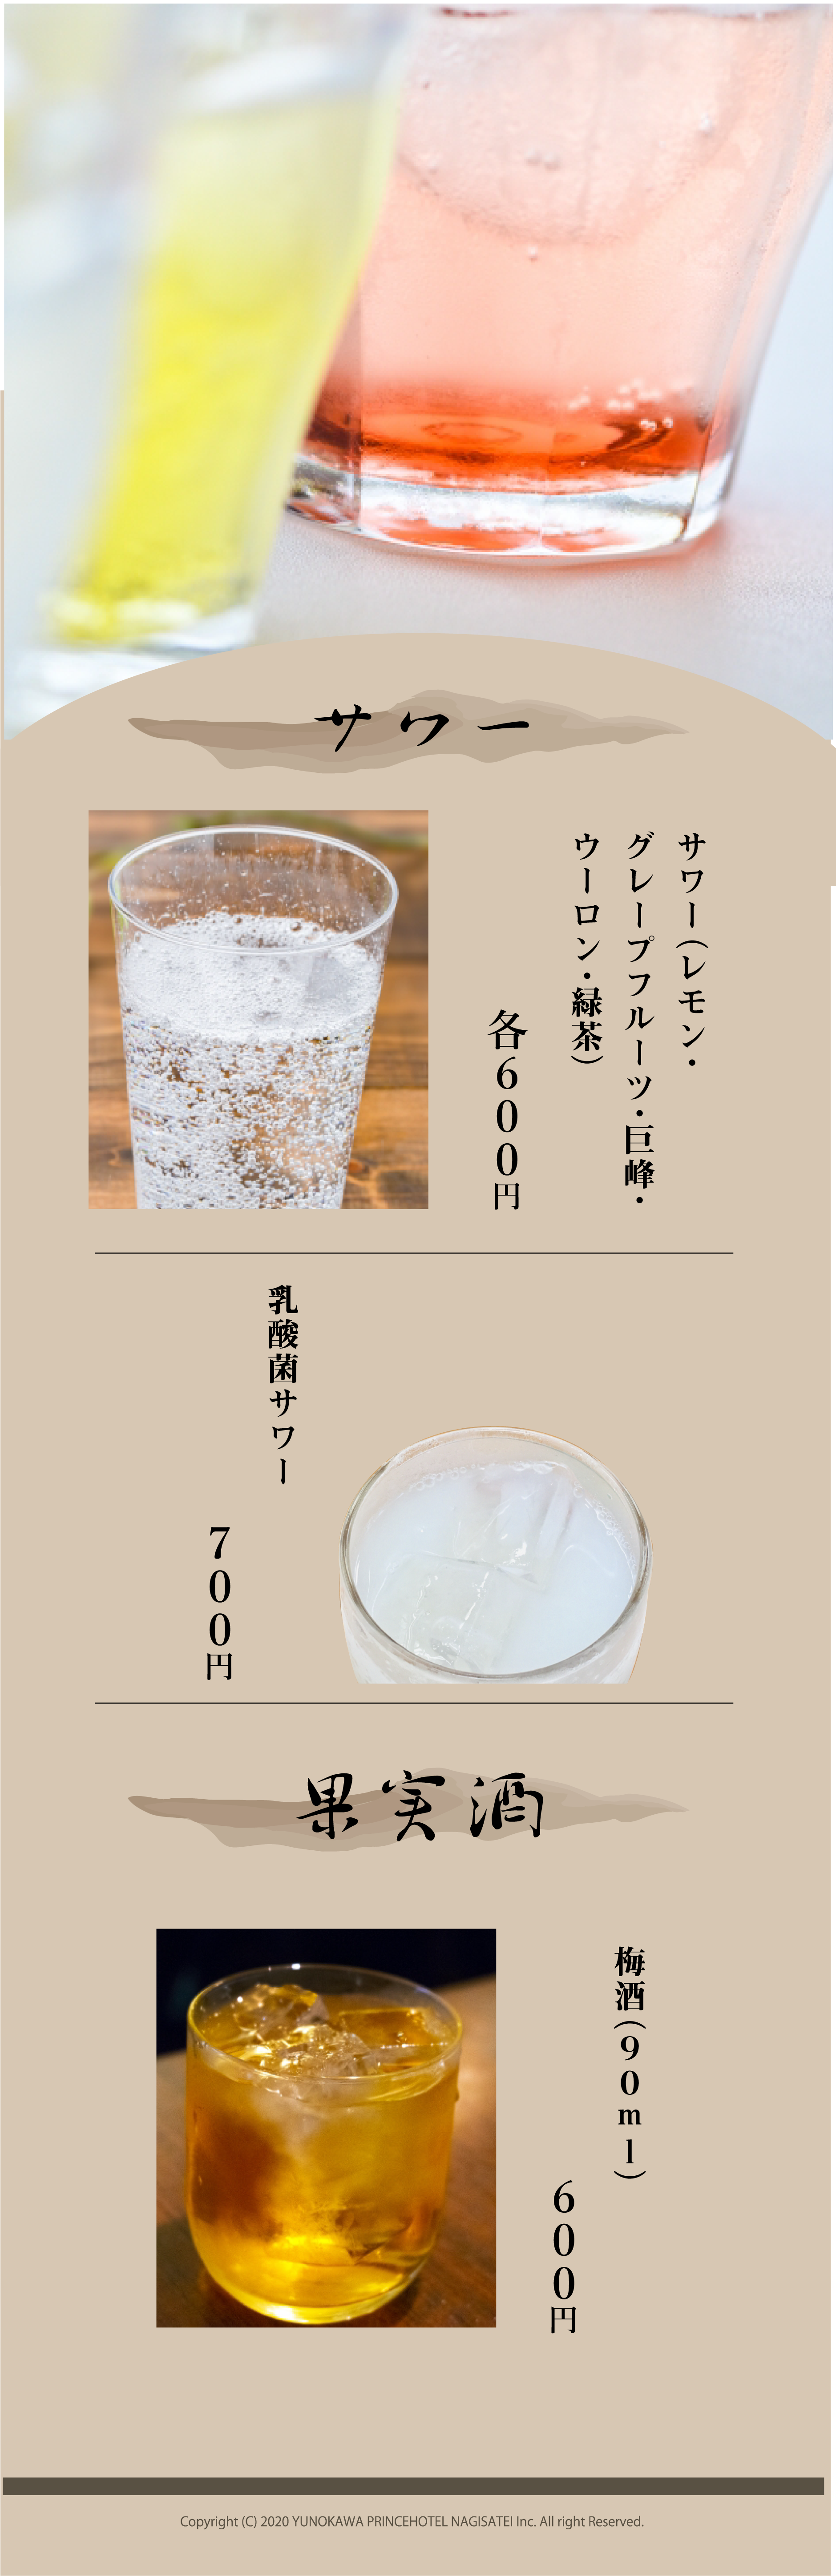 サワー
サワー(レモン・
グレープフルーツ・巨峰・
ウーロン・緑茶)
各600円
乳酸菌サワー
700円
果実酒
梅酒(90ml)
600円
Copyright (C) 2020 YUNOKAWA PRINCEHOTEL NAGISATEI Inc. All right Reserved.